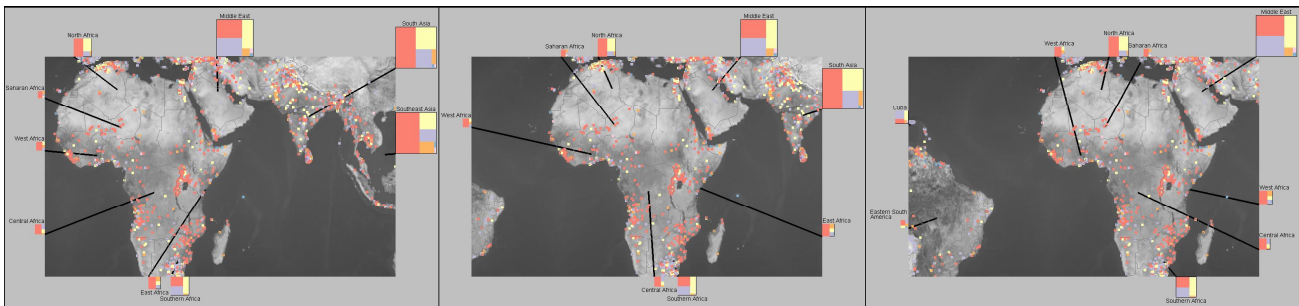 Middle East
South Asia
North Africa
Saharan Africa
Southeast Asia
West Africa
Central Africa
East Africa
Southern Africa
North Africa
Middle East
Saharan Africa
South Asia
West Africa
East Africa
Central Africa
Southern Africa
Middle East
North Africa
West Africa
Saharan Africa
Eastern South
America
West Africa
Central Africa
Southern Africa